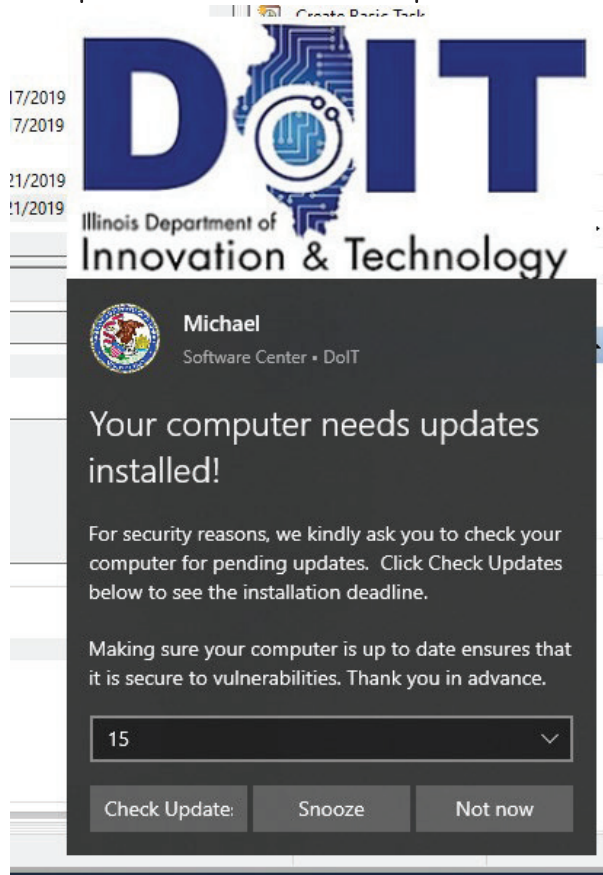 Create Basic Task
17/2019
7/2019
21/2019
21/2019
DoIT
Illinois Department of
Innovation & Technology
Michael
Software Center • DoIT
Your computer needs updates
installed!
For security reasons, we kindly ask you to check your
computer for pending updates.  Click Check Updates
below to see the installation deadline.
Making sure your computer is up to date ensures that
it is secure to vulnerabilities. Thank you in advance.
15
Check Update
Snooze
Not now